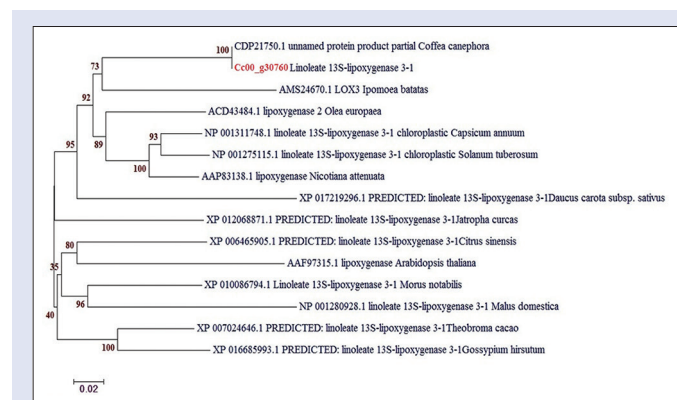 CDP21750.1 unnamed protein product partial Coffea canephora
100
Cc00_g30760 Linoleate 13S-lipoxygenase 3-1
73
AMS24670.1 LOX3 Ipomoea batatas
92
ACD43484.1 lipoxygenase 2 Olea europaea
93
NP 001311748.1 linoleate 13S-lipoxygenase 3-1 chloroplastic Capsicum annuum
95
89
NP 001275115.1 linoleate 13S-lipoxygenase 3-1 chloroplastic Solanum tuberosum
100
AAP83138.1 lipoxygenase Nicotiana attenuata
XP 017219296.1 PREDICTED: linoleate 13S-lipoxygenase 3-1Daucus carota subsp. sativus
XP 012068871.1 PREDICTED: linoleate 13S-lipoxygenase 3-1Jatropha curcas
80
XP 006465905.1 PREDICTED: linoleate 13S-lipoxygenase 3-1Citrus sinensis
35
AAF97315.1 lipoxygenase Arabidopsis thaliana
XP 010086794.1 Linoleate 13S-lipoxygenase 3-1 Morus notabilis
96
NP 001280928.1 linoleate 13S-lipoxygenase 3-1 Malus domestica
40
XP 007024646.1 PREDICTED: linoleate 13S-lipoxygenase 3-1Theobroma cacao
100
XP 016685993.1 PREDICTED: linoleate 13S-lipoxygenase 3-1Gossypium hirsutum
0.02